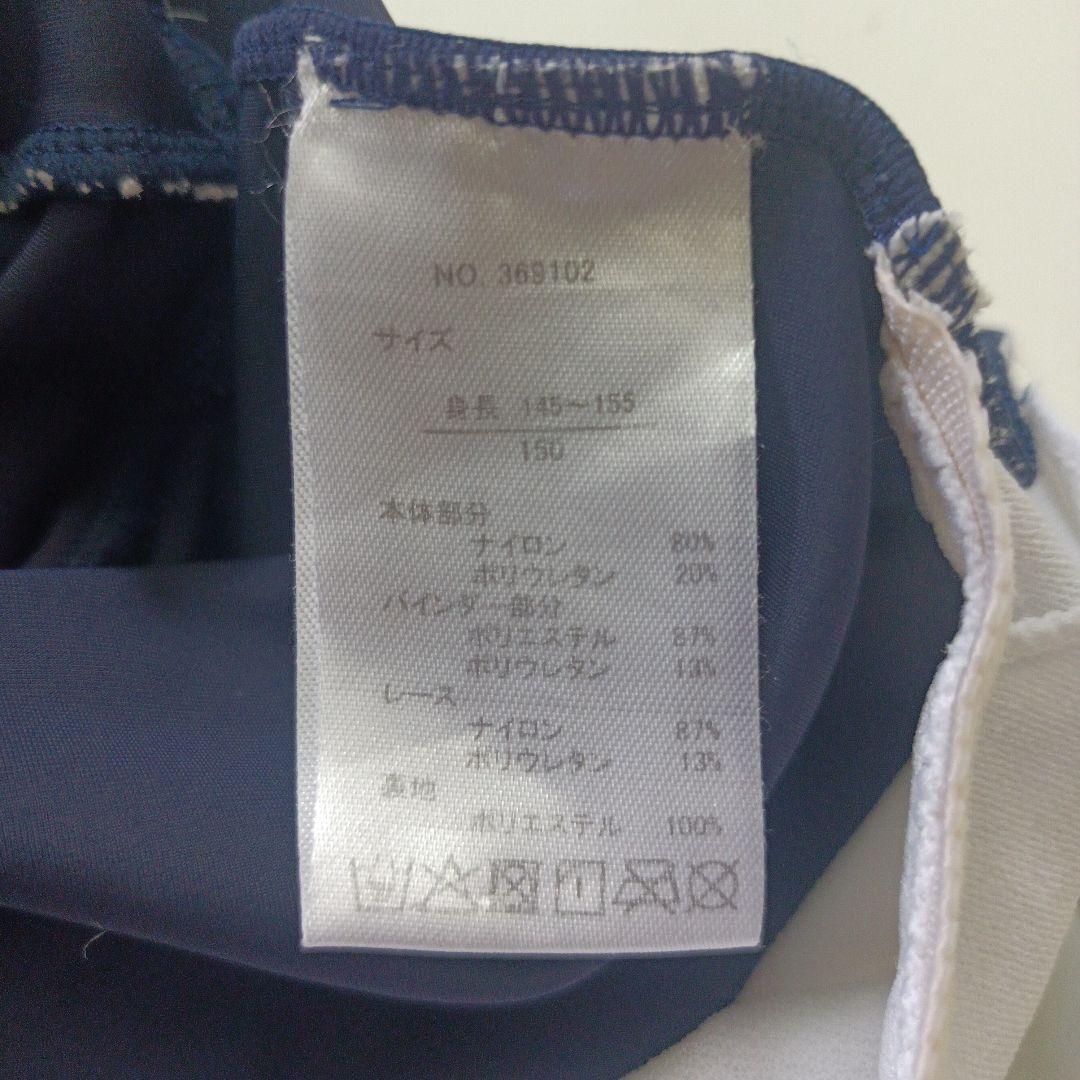 NO. 369102
サイズ
身長 145～155
150
本体部分
ナイロン 80%
ポリウレタン 20%
バインダー部分
ポリエステル 87%
ポリウレタン 13%
レース
ナイロン 87%
ポリウレタン 13%
裏地
ポリエステル 100%